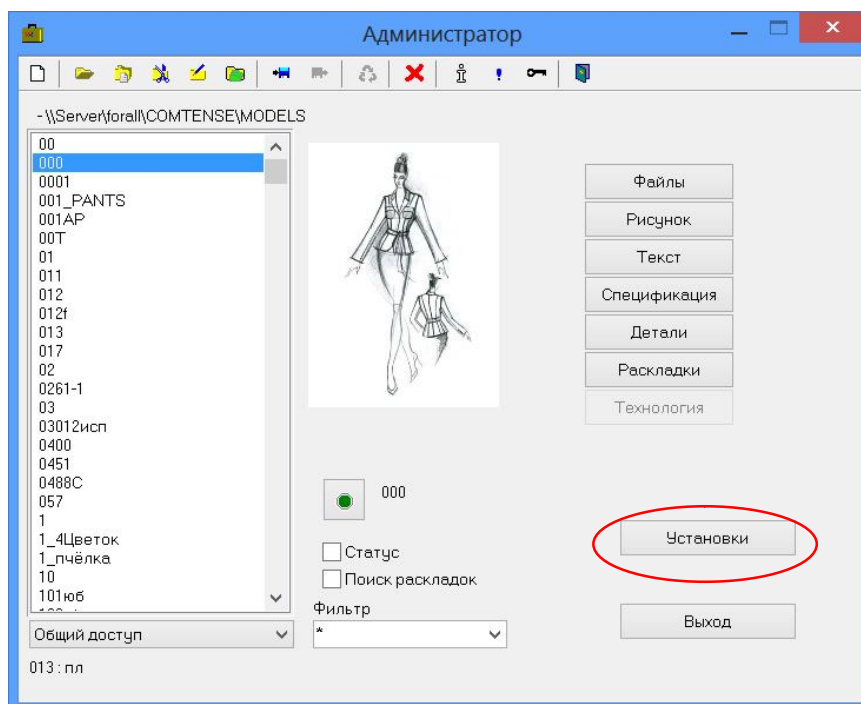 Администратор
- \\Server\forall\COMTENSE\MODELS
00
000
0001
001_PANTS
001AP
00T
01
011
012
012f
013
017
02
0261-1
03
03012исп
0400
0451
0488C
057
1
1_4Цветок
1_пчёлка
10
101юб
Файлы
Рисунок
Текст
Спецификация
Детали
Раскладки
Технология
000
Статус
Поиск раскладок
Фильтр
*
Установки
Выход
Общий доступ
013 : пл